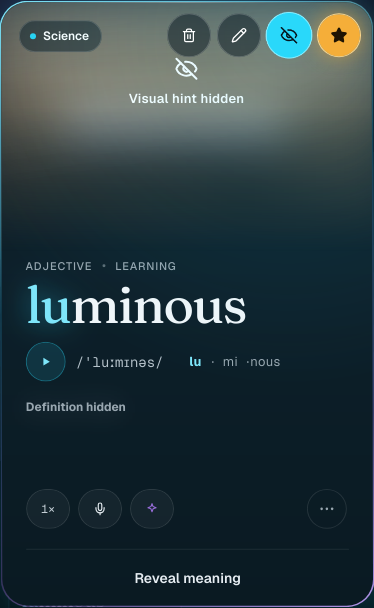 Science
Visual hint hidden
ADJECTIVE • LEARNING
luminous
/ˈluːmɪnəs/ lu · mi ·nous
Definition hidden
1×
Reveal meaning